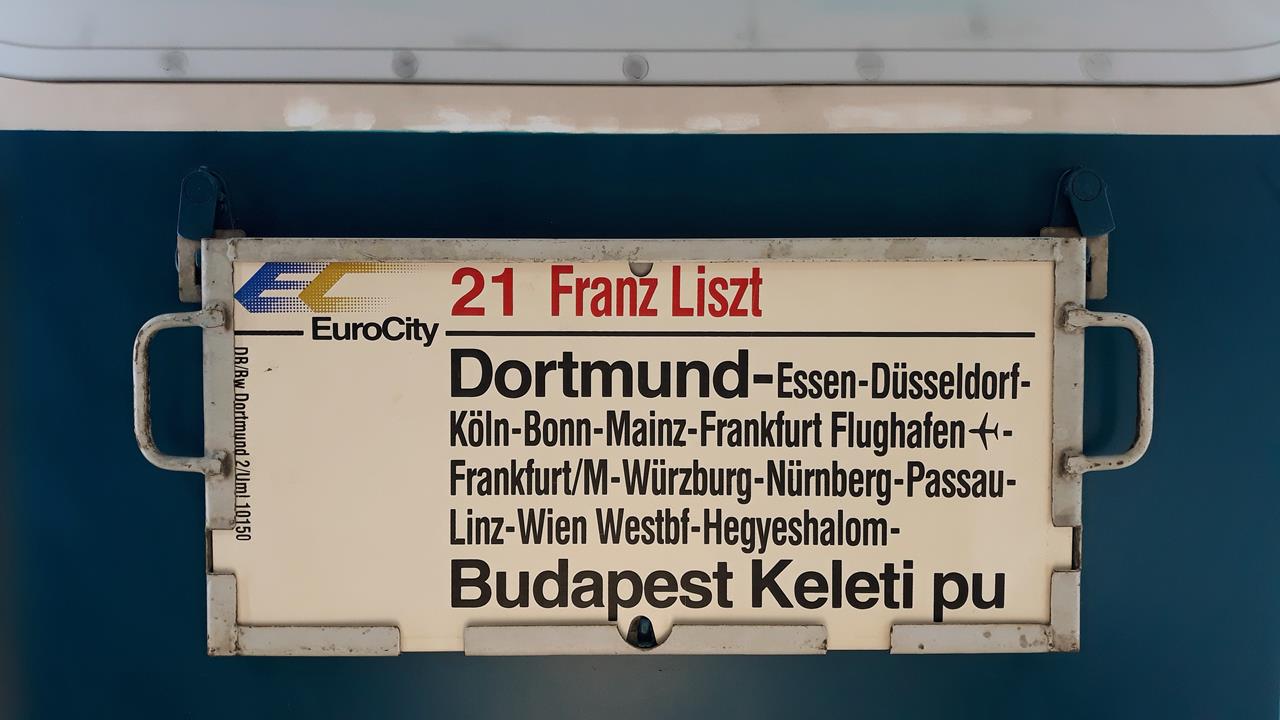 EC
21 Franz Liszt
EuroCity
Dortmund-Essen-Düsseldorf-
Köln-Bonn-Mainz-Frankfurt Flughafen✈-
Frankfurt/M-Würzburg-Nürnberg-Passau-
Linz-Wien Westbf-Hegyeshalom-
Budapest Keleti pu
DB/Bw Dortmund 2/Uml 10150